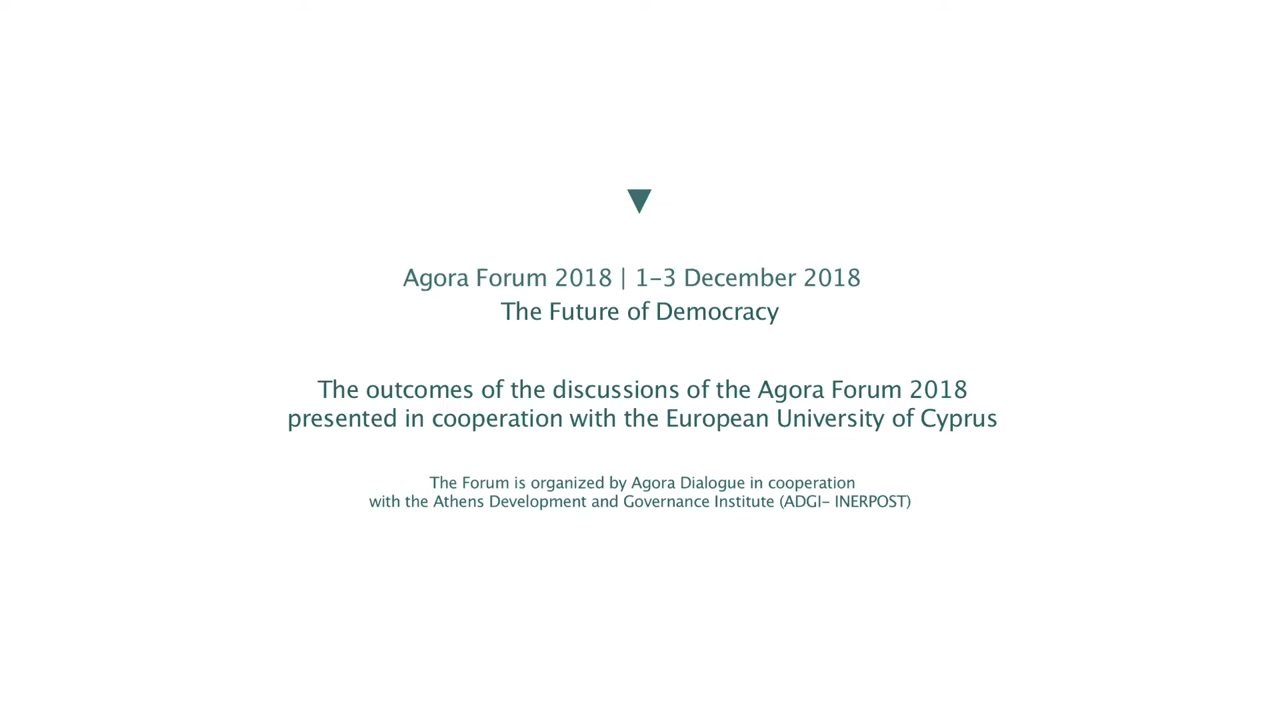 Agora Forum 2018 | 1–3 December 2018
The Future of Democracy
The outcomes of the discussions of the Agora Forum 2018
presented in cooperation with the European University of Cyprus
The Forum is organized by Agora Dialogue in cooperation
with the Athens Development and Governance Institute (ADGI– INERPOST)